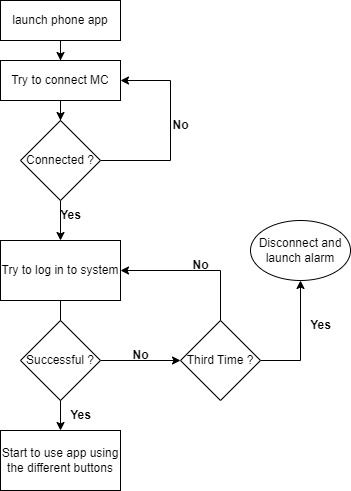 launch phone app
Try to connect MC
No
Connected ?
Yes
Try to log in to system
No
Disconnect and
launch alarm
Successful ?
No
Third Time ?
Yes
Yes
Start to use app using
the different buttons